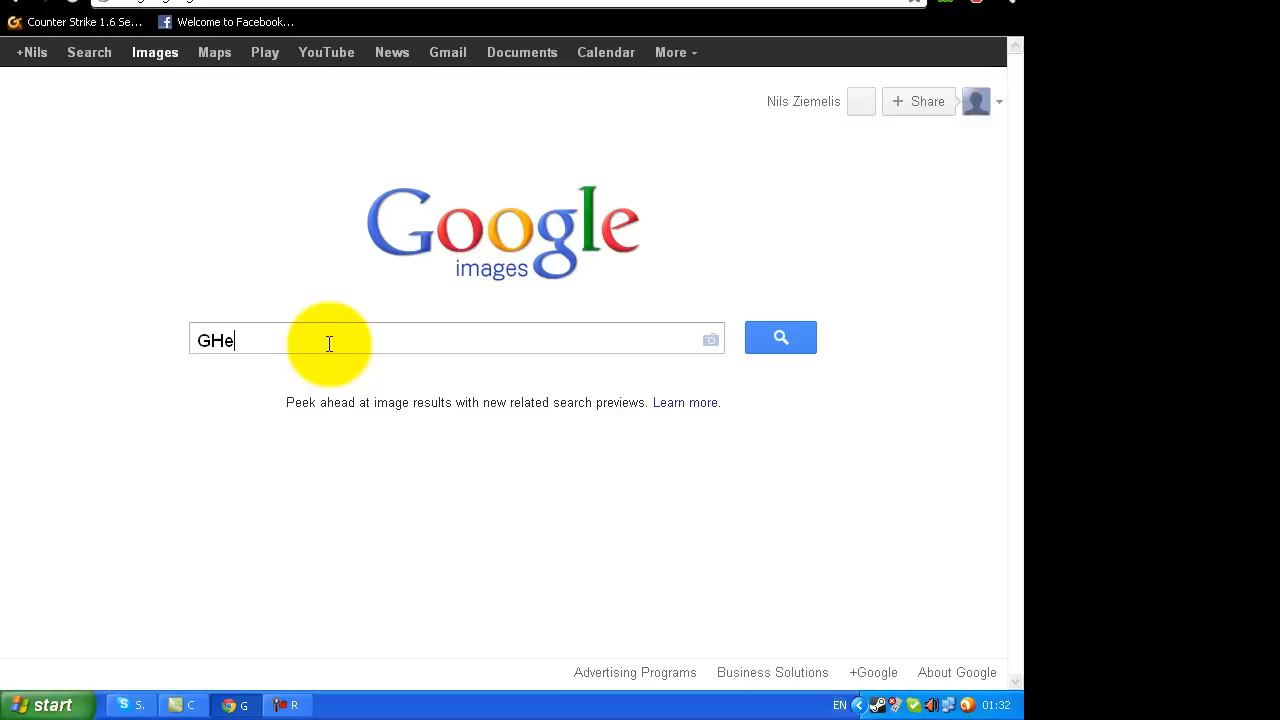 Counter Strike 1.6 Se... Welcome to Facebook...
+Nils Search Images Maps Play YouTube News Gmail Documents Calendar More
Nils Ziemelis + Share
Google
images
GHe
Peek ahead at image results with new related search previews. Learn more.
Advertising Programs Business Solutions +Google About Google
start S. C G R EN 01:32